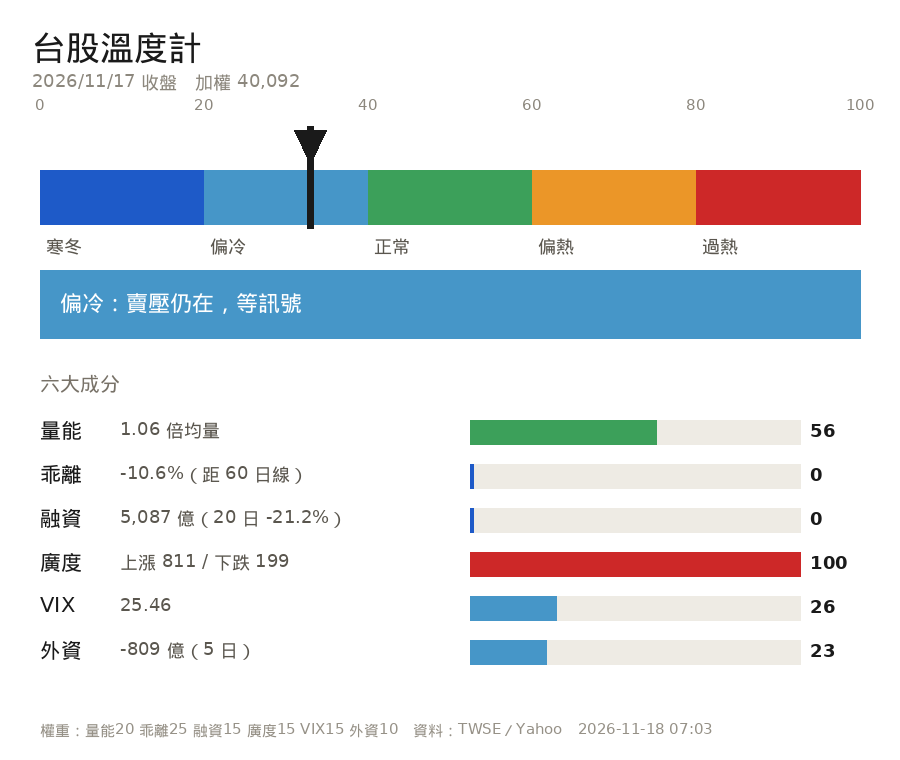 台股溫度計
2026/11/17 收盤 加權 40,092
0 20 40 60 80 100
寒冬 偏冷 正常 偏熱 過熱
偏冷：賣壓仍在，等訊號
六大成分
量能 1.06 倍均量 56
乖離 -10.6%（距 60 日線） 0
融資 5,087 億（20 日 -21.2%） 0
廣度 上漲 811 / 下跌 199 100
VIX 25.46 26
外資 -809 億（5 日） 23
權重：量能20 乖離25 融資15 廣度15 VIX15 外資10 資料：TWSE／Yahoo 2026-11-18 07:03